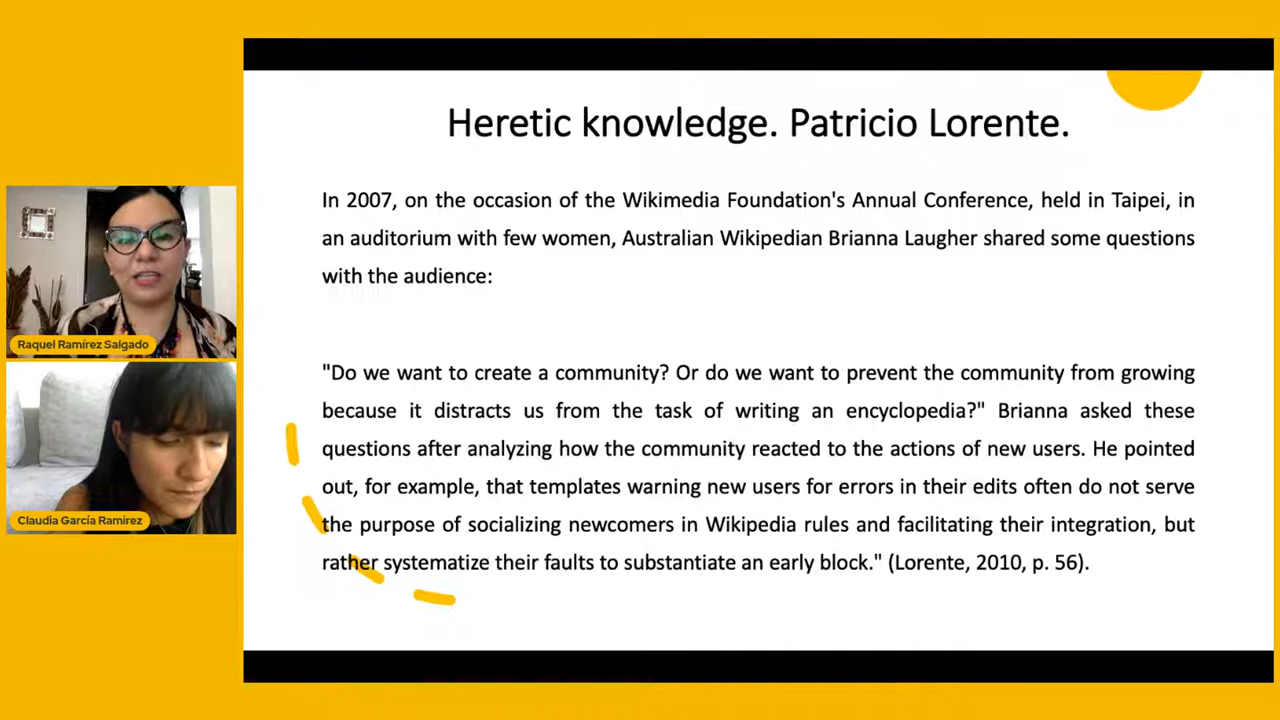 Heretic knowledge. Patricio Lorente.
In 2007, on the occasion of the Wikimedia Foundation's Annual Conference, held in Taipei, in
an auditorium with few women, Australian Wikipedian Brianna Laugher shared some questions
with the audience:
"Do we want to create a community? Or do we want to prevent the community from growing
because it distracts us from the task of writing an encyclopedia?" Brianna asked these
questions after analyzing how the community reacted to the actions of new users. He pointed
out, for example, that templates warning new users for errors in their edits often do not serve
the purpose of socializing newcomers in Wikipedia rules and facilitating their integration, but
rather systematize their faults to substantiate an early block." (Lorente, 2010, p. 56).
Raquel Ramírez Salgado
Claudia García Ramírez